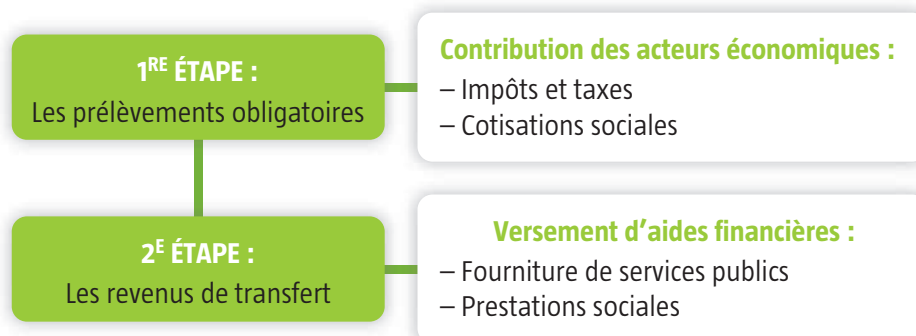 1RE ÉTAPE :
Les prélèvements obligatoires
Contribution des acteurs économiques :
– Impôts et taxes
– Cotisations sociales
2E ÉTAPE :
Les revenus de transfert
Versement d’aides financières :
– Fourniture de services publics
– Prestations sociales